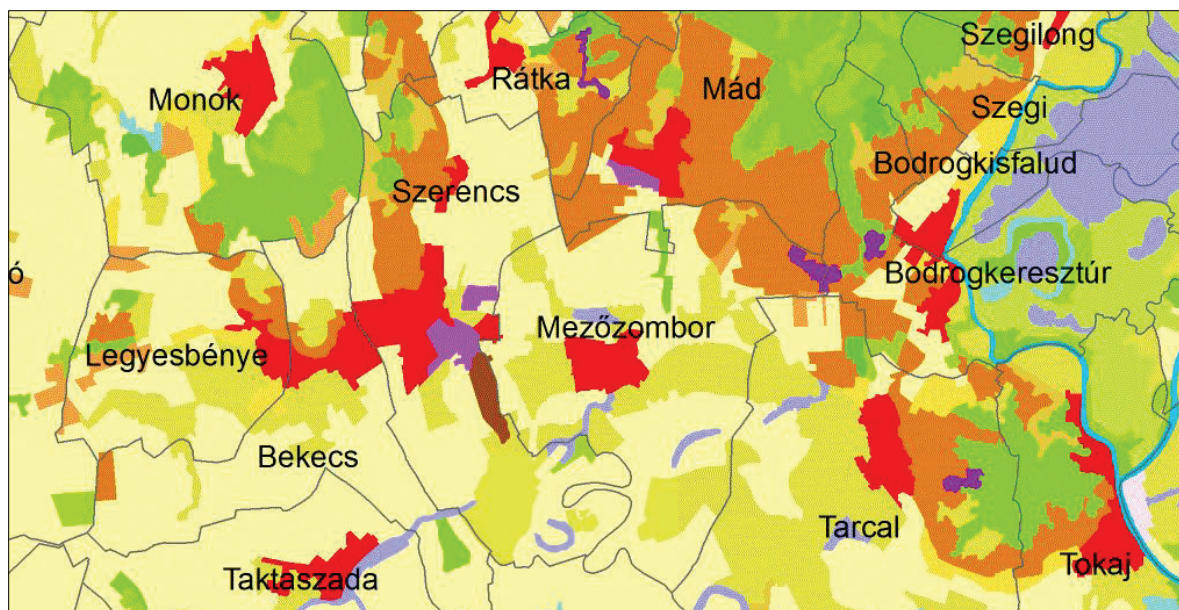 Szegilong
Rátka
Mád
Monok
Szegi
Bodrogkisfalud
Szerencs
ó
Bodrogkeresztúr
Mezőzombor
Legyesbénye
Bekecs
Tarcal
Tokaj
Taktaszada